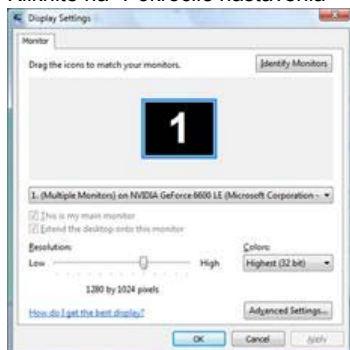 Display Settings
Monitor
Drag the icons to match your monitors.
Identify Monitors
1
1. (Multiple Monitors) on NVIDIA GeForce 6600 LE (Microsoft Corporation -
This is my main monitor
Extend the desktop onto this monitor
Resolution:
Colors:
Low
High
Highest (32 bit)
1280 by 1024 pixels
How do I get the best display?
Advanced Settings...
OK
Cancel
Apply